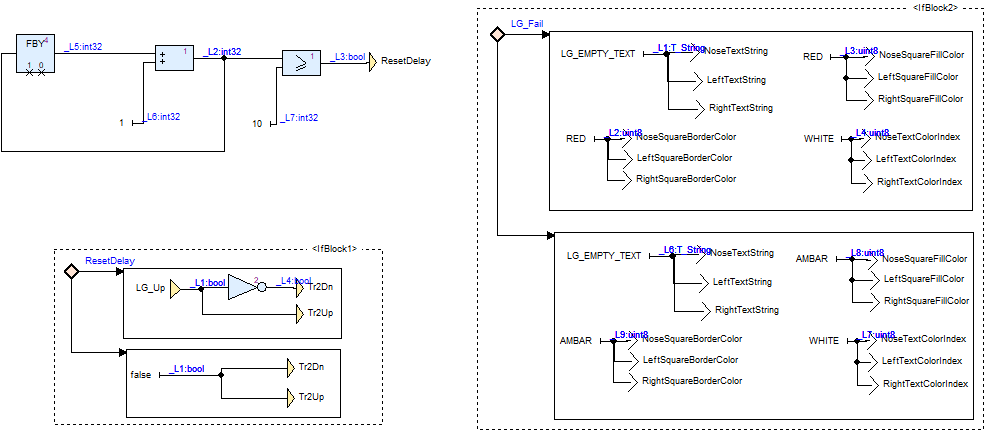 FBY
4
1 0
_L5:int32
+
+
1
_L2:int32
1
_L6:int32
≥
1
_L3:bool
ResetDelay
10
_L7:int32
<IfBlock1>
ResetDelay
LG_Up
_L1:bool
2
_L4:bool
Tr2Dn
Tr2Up
false
_L1:bool
Tr2Dn
Tr2Up
<IfBlock2>
LG_Fail
LG_EMPTY_TEXT
_L1:T_String
NoseTextString
LeftTextString
RightTextString
RED
L3:uint8
NoseSquareFillColor
LeftSquareFillColor
RightSquareFillColor
RED
L2:uint8
NoseSquareBorderColor
LeftSquareBorderColor
RightSquareBorderColor
WHITE
L4:uint8
NoseTextColorIndex
LeftTextColorIndex
RightTextColorIndex
LG_EMPTY_TEXT
_L6:T_String
NoseTextString
LeftTextString
RightTextString
AMBAR
L8:uint8
NoseSquareFillColor
LeftSquareFillColor
RightSquareFillColor
AMBAR
L9:uint8
NoseSquareBorderColor
LeftSquareBorderColor
RightSquareBorderColor
WHITE
L7:uint8
NoseTextColorIndex
LeftTextColorIndex
RightTextColorIndex